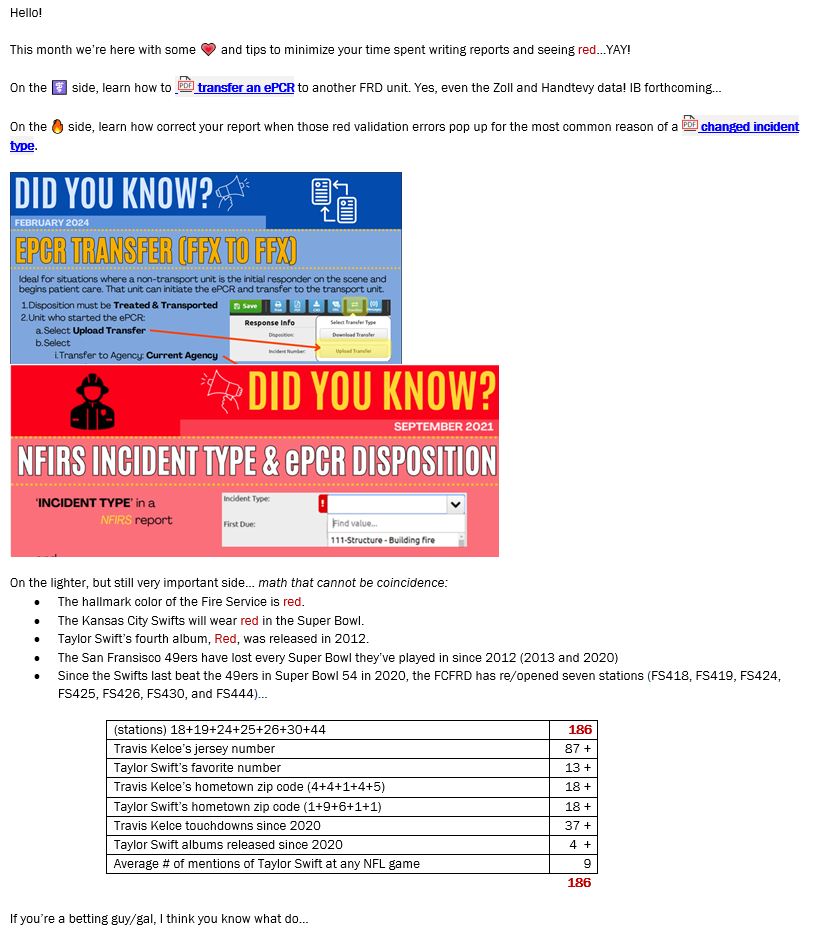 Hello!
This month we're here with some ❤️ and tips to minimize your time spent writing reports and seeing red...YAY!
On the side, learn how to transfer an ePCR to another FRD unit. Yes, even the Zoll and Handtevy data! IB forthcoming...
On the 🔥 side, learn how correct your report when those red validation errors pop up for the most common reason of a changed incident
type.
DID YOU KNOW?
FEBRUARY 2024
EPCR TRANSFER (FFX TO FFX)
Ideal for situations where a non-transport unit is the initial responder on the scene and
begins patient care. That unit can initiate the ePCR and transfer to the transport unit.
1.Disposition must be Treated & Transported
2.Unit who started the ePCR:
a.Select Upload Transfer
b.Select
i.Transfer to Agency: Current Agency
Save
Response Info
Disposition:
Incident Number:
Select Transfer Type
Download Transfer
Upload Transfer
DID YOU KNOW?
SEPTEMBER 2021
NFIRS INCIDENT TYPE & ePCR DISPOSITION
'INCIDENT TYPE' in a
NFIRS report
Incident Type:
First Due:
Find value...
111-Structure - Building fire
On the lighter, but still very important side... math that cannot be coincidence:
• The hallmark color of the Fire Service is red.
• The Kansas City Swifts will wear red in the Super Bowl.
• Taylor Swift's fourth album, Red, was released in 2012.
• The San Fransisco 49ers have lost every Super Bowl they've played in since 2012 (2013 and 2020)
• Since the Swifts last beat the 49ers in Super Bowl 54 in 2020, the FCFRD has re/opened seven stations (FS418, FS419, FS424,
FS425, FS426, FS430, and FS444)...
(stations) 18+19+24+25+26+30+44 186
Travis Kelce's jersey number 87 +
Taylor Swift's favorite number 13 +
Travis Kelce's hometown zip code (4+4+1+4+5) 18 +
Taylor Swift's hometown zip code (1+9+6+1+1) 18 +
Travis Kelce touchdowns since 2020 37 +
Taylor Swift albums released since 2020 4 +
Average # of mentions of Taylor Swift at any NFL game 9
186
If you're a betting guy/gal, I think you know what do...